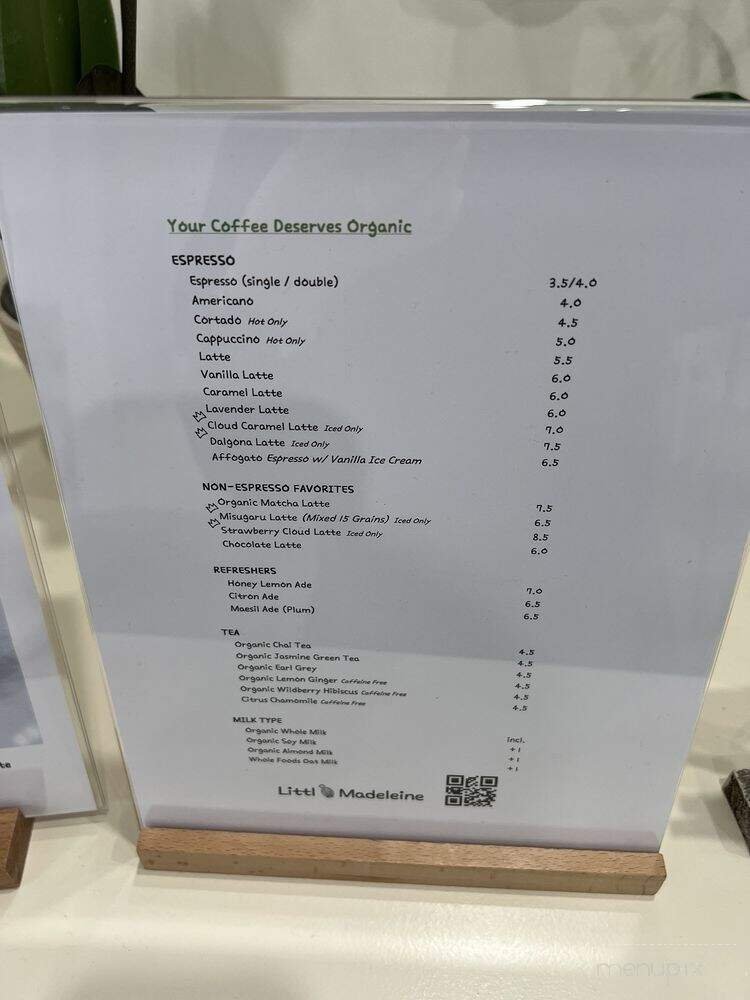 Your Coffee Deserves Organic
ESPRESSO
Espresso (single / double) 3.5/4.0
Americano 4.0
Cortado Hot Only 4.5
Cappuccino Hot Only 5.0
Latte 5.5
Vanilla Latte 6.0
Caramel Latte 6.0
Lavender Latte 6.0
Cloud Caramel Latte Iced Only 7.0
Dalgona Latte Iced Only 7.5
Affogato Espresso w/ Vanilla Ice Cream 6.5
NON-ESPRESSO FAVORITES
Organic Matcha Latte 7.5
Misugaru Latte (Mixed 15 Grains) Iced Only 6.5
Strawberry Cloud Latte Iced Only 8.5
Chocolate Latte 6.0
REFRESHERS
Honey Lemon Ade 7.0
Citron Ade 6.5
Maesil Ade (Plum) 6.5
TEA
Organic Chai Tea 4.5
Organic Jasmine Green Tea 4.5
Organic Earl Grey 4.5
Organic Lemon Ginger Caffeine Free 4.5
Organic Wildberry Hibiscus Caffeine Free 4.5
Citrus Chamomile Caffeine Free 4.5
MILK TYPE
Organic Whole Milk incl.
Organic Soy Milk +1
Organic Almond Milk +1
Whole Foods Oat Milk +1
Littl Madeleine
te
menupix